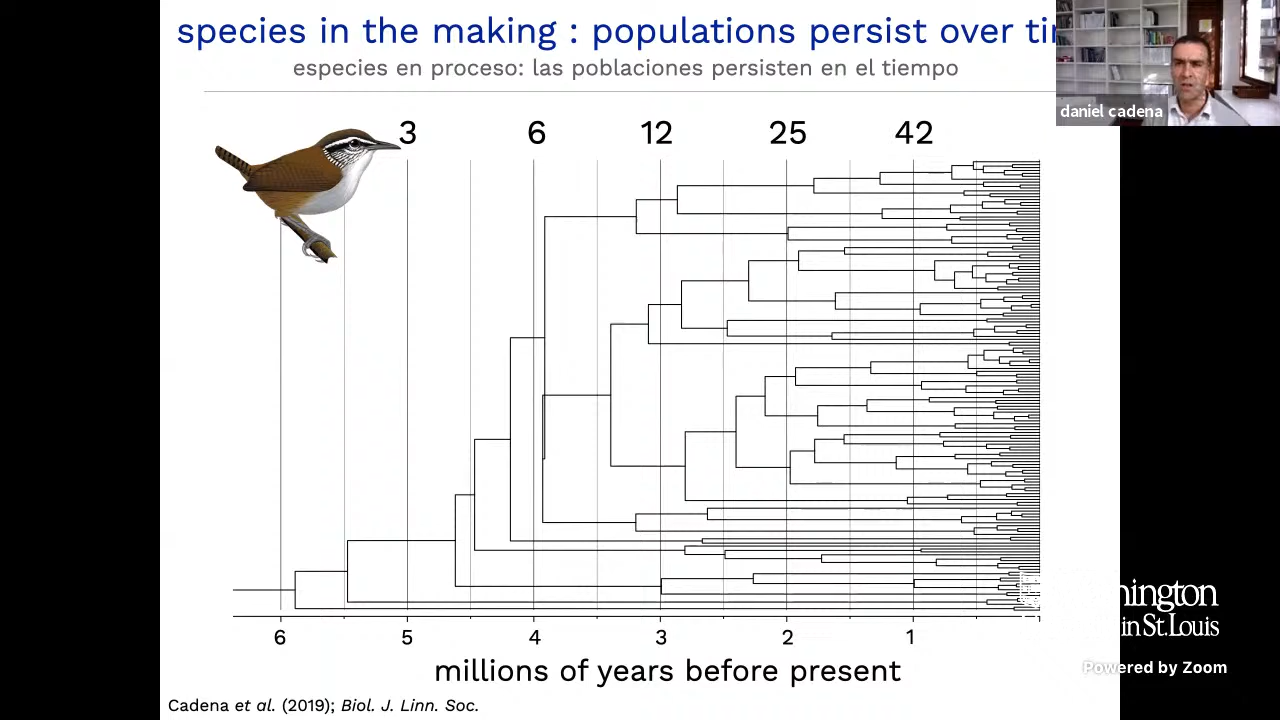 species in the making : populations persist over
especies en proceso: las poblaciones persisten en el tiempo
daniel cadena
3 6 12 25 42
6 5 4 3 2 1
millions of years before present
Cadena et al. (2019); Biol. J. Linn. Soc.
in St. Louis
Powered by Zoom